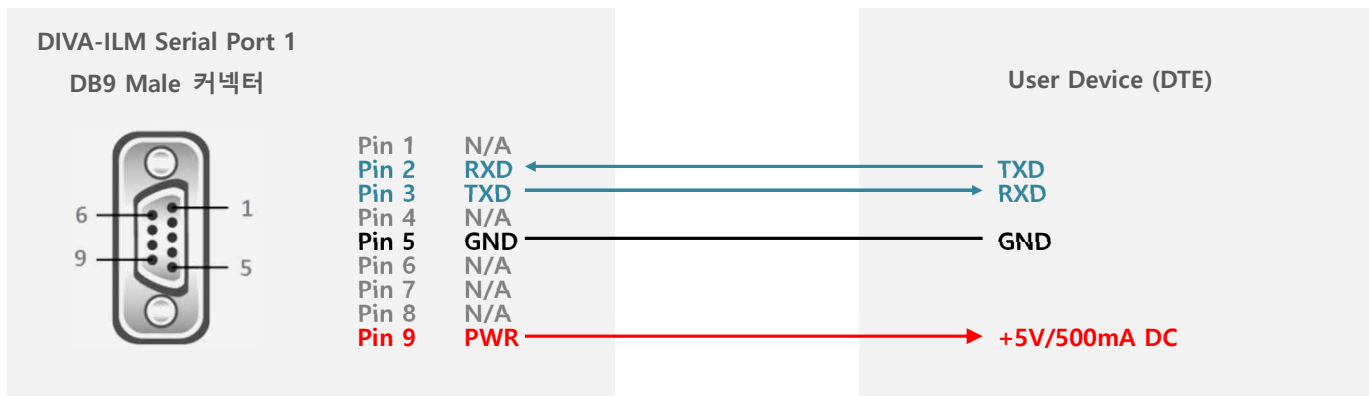 DIVA-ILM Serial Port 1
DB9 Male 커넥터
User Device (DTE)
6
1
9
5
Pin 1 N/A
Pin 2 RXD TXD
Pin 3 TXD RXD
Pin 4 N/A
Pin 5 GND GND
Pin 6 N/A
Pin 7 N/A
Pin 8 N/A
Pin 9 PWR +5V/500mA DC